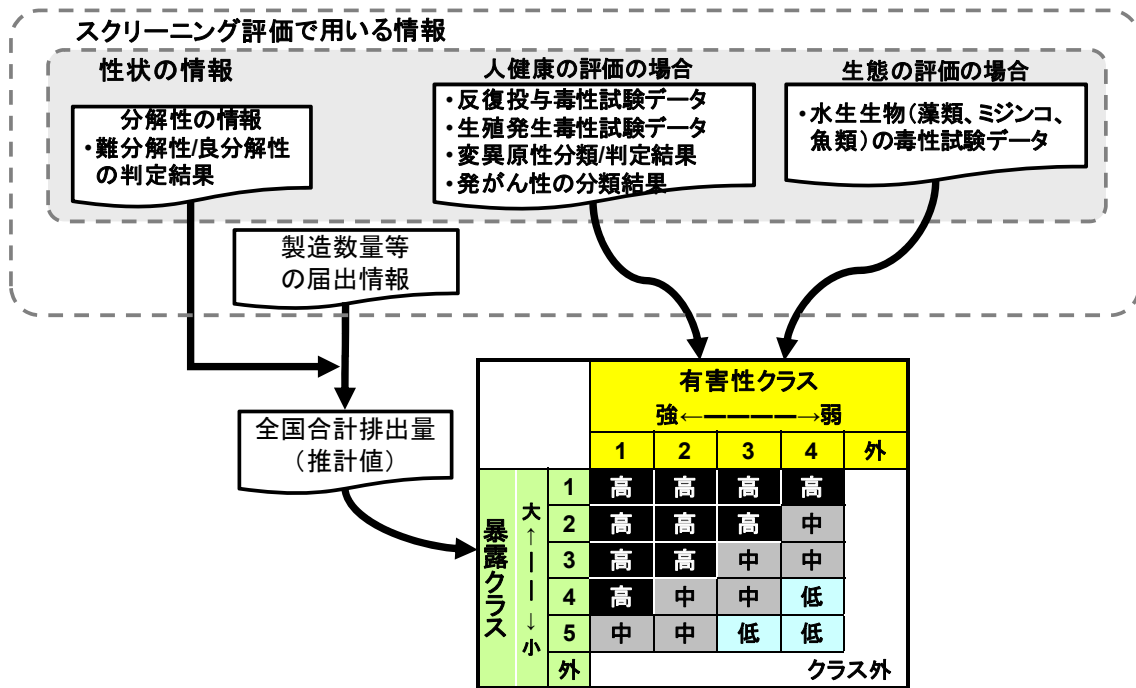 スクリーニング評価で用いる情報
性状の情報
分解性の情報
・難分解性/良分解性
の判定結果
人健康の評価の場合
・反復投与毒性試験データ
・生殖発生毒性試験データ
・変異原性分類/判定結果
・発がん性の分類結果
生態の評価の場合
・水生生物(藻類、ミジンコ、
魚類)の毒性試験データ
製造数量等
の届出情報
全国合計排出量
（推計値）
有害性クラス
強←――――→弱
1 2 3 4 外
暴露クラス
大↑――↓小
1 高 高 高 高
2 高 高 高 中
3 高 高 中 中
4 高 中 中 低
5 中 中 低 低
外 クラス外